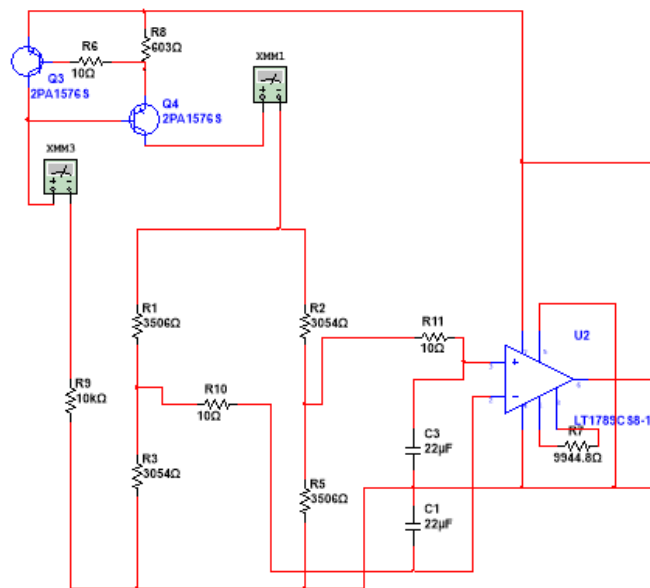 R6
10Ω
R8
603Ω
Q3
2PA1576S
Q4
2PA1576S
XMM1
XMM3
R1
3506Ω
R2
3054Ω
R11
10Ω
U2
R9
10kΩ
R10
10Ω
LT1789CS8-1
R7
9944.8Ω
C3
22µF
R3
3054Ω
R5
3506Ω
C1
22µF